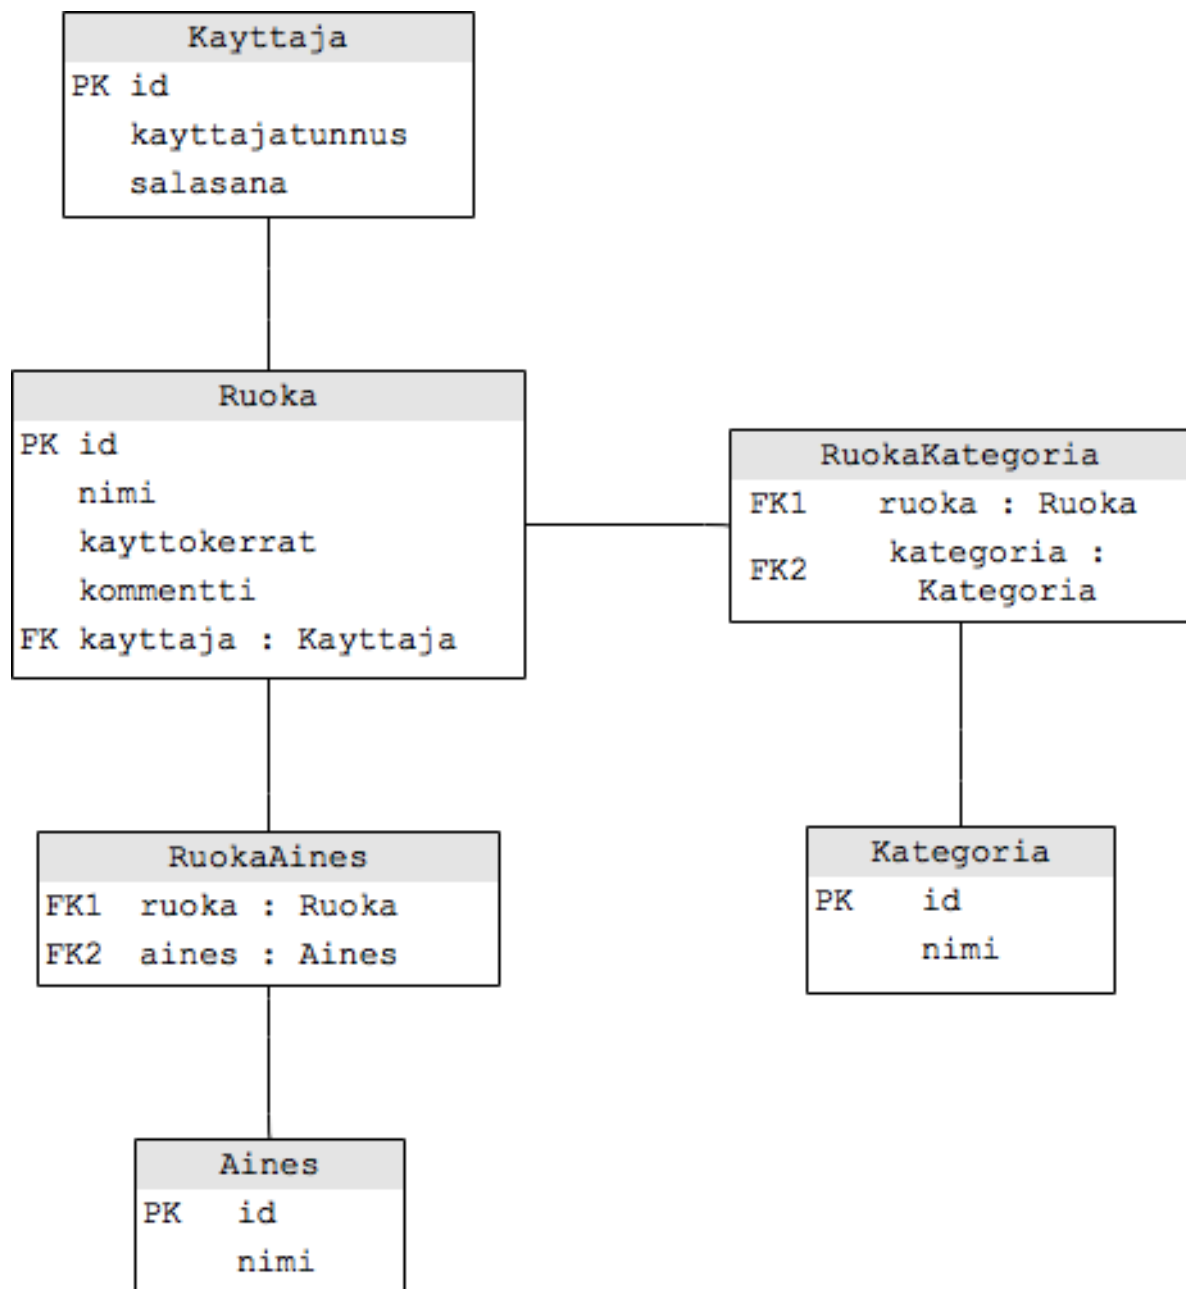 Kayttaja
PK id
kayttajatunnus
salasana
Ruoka
PK id
nimi
kayttokerrat
kommentti
FK kayttaja : Kayttaja
RuokaKategoria
FK1 ruoka : Ruoka
FK2 kategoria :
Kategoria
RuokaAines
FK1 ruoka : Ruoka
FK2 aines : Aines
Kategoria
PK id
nimi
Aines
PK id
nimi